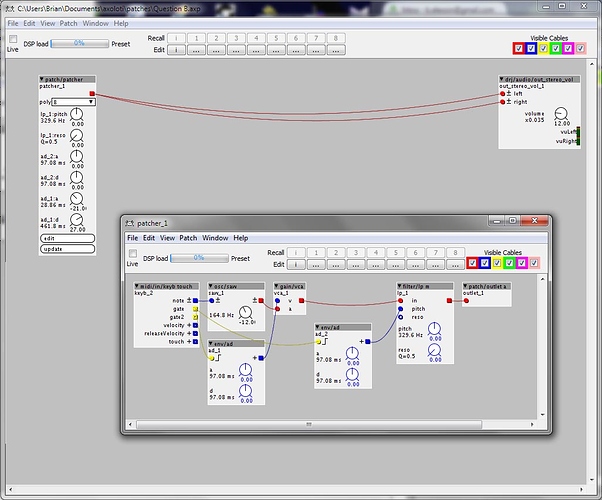 C:\Users\Brian\Documents\axoloti\patches\Question B.axp
File Edit View Patch Window Help
Live
DSP load 0% Preset
Recall i 1 2 3 4 5 6 7 8
Edit i ... ... ... ... ... ... ... ...
Visible Cables
patch/patcher
patcher_1
poly 8
lp_1:pitch
329.6 Hz 0.00
lp_1:reso
Q=0.5 0.00
ad_2:a
97.08 ms 0.00
ad_2:d
97.08 ms 0.00
ad_1:a
28.86 ms -21.00
ad_1:d
461.8 ms 27.00
edit
update
drj/audio/out_stereo_vol
out_stereo_vol_1
left
right
volume
x0.035 12.00
vuLeft
vuRight
patcher_1
File Edit View Patch Window Help
Live
DSP load 0% Preset
Recall i 1 2 3 4 5 6 7 8
Edit i ... ... ... ... ... ... ... ...
Visible Cables
midi/in/keyb touch
keyb_2
note
gate
gate2
velocity
releaseVelocity
touch
osc/saw
saw_1
164.8 Hz
env/ad
ad_1
a
97.08 ms 0.00
d
97.08 ms 0.00
gain/vca
vca_1
v
a
env/ad
ad_2
a
97.08 ms 0.00
d
97.08 ms 0.00
filter/lp m
lp_1
in
pitch
reso
pitch
329.6 Hz 0.00
reso
Q=0.5 0.00
patch/outlet a
outlet_1